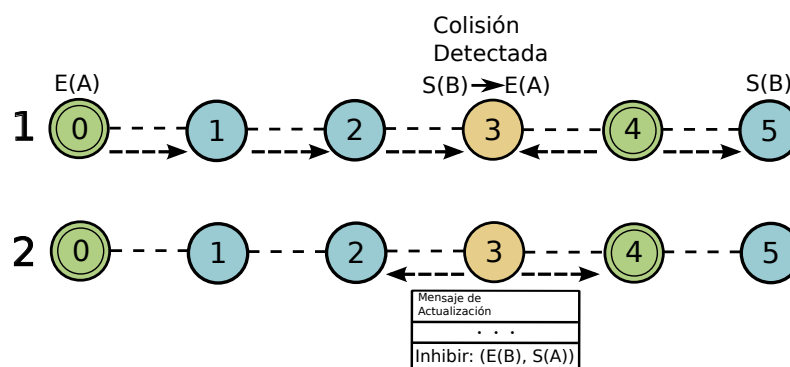 Colisión
Detectada
E(A) S(B) E(A) S(B)
1 0 1 2 3 4 5
2 0 1 2 3 4 5
Mensaje de
Actualización
. . .
Inhibir: (E(B), S(A))